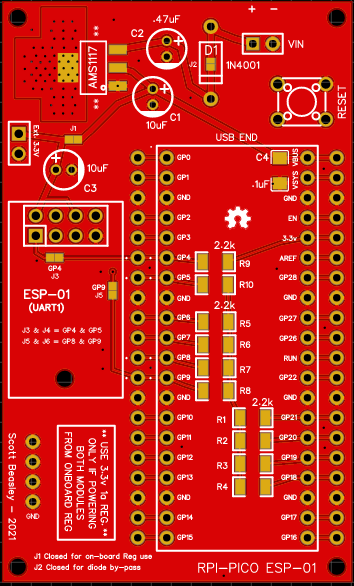 + -
.47uF
C2
D1
VIN
J2
1N4001
AMS1117
**
**
C1
10uF
RESET
J1
Ext. 3.3V
USB END
10uF
C3
C4
VBUS
.1uF
VSYS
GP0
GP1
GND
GND
GP2
EN
GP3
3.3v
2.2k
GP4
AREF
R9
GP5
GP28
R10
GND
GND
GP4
J3
GP9
J5
ESP-01
(UART1)
J3 & J4 = GP4 & GP5
J5 & J6 = GP8 & GP9
2.2k
GP6
GP27
R5
GP7
GP26
R6
GP8
RUN
R7
GP9
GP22
R8
GND
GND
2.2k
GP10
R1
GP21
GP11
R2
GP20
GP12
R3
GP19
GP13
R4
GP18
GND
GND
GP14
GP17
GP15
GP16
Scott Beasley - 2021
GND
** USE 3.3v 1a REG. **
ONLY IF POWERING
BOTH MODULES
FROM ONBOARD REG
J1 Closed for on-board Reg use
J2 Closed for diode by-pass
RPI-PICO ESP-01